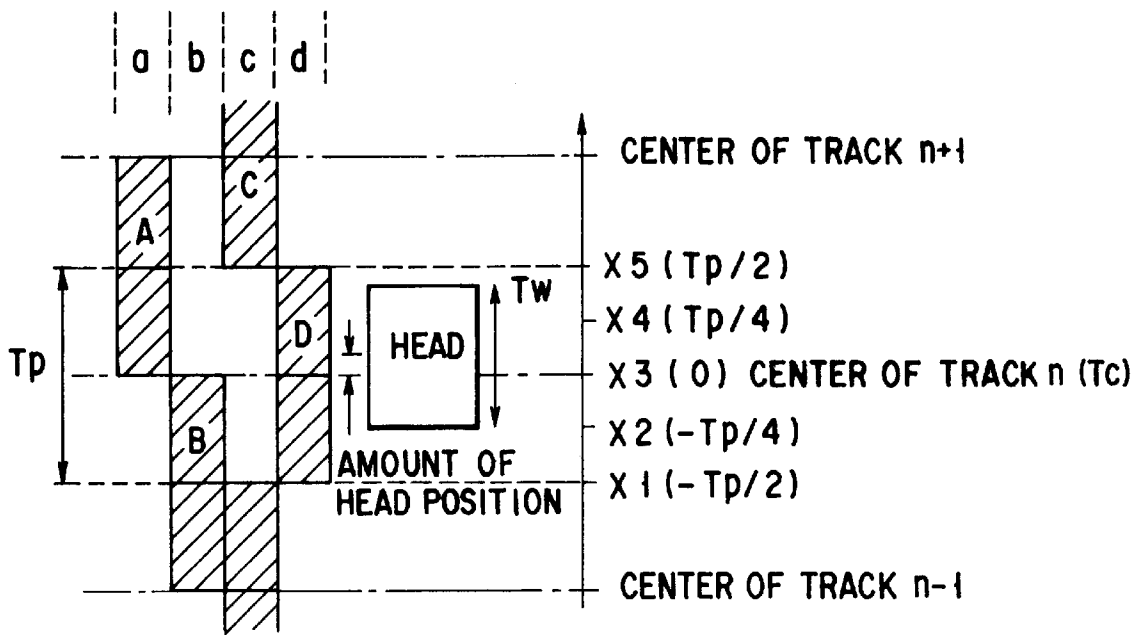 a b c d
CENTER OF TRACK n+1
C
A
X5 (Tp/2)
Tw
X4 (Tp/4)
D
HEAD
Tp
X3 (0) CENTER OF TRACK n (Tc)
X2 (-Tp/4)
B
AMOUNT OF
HEAD POSITION
X1 (-Tp/2)
CENTER OF TRACK n-1